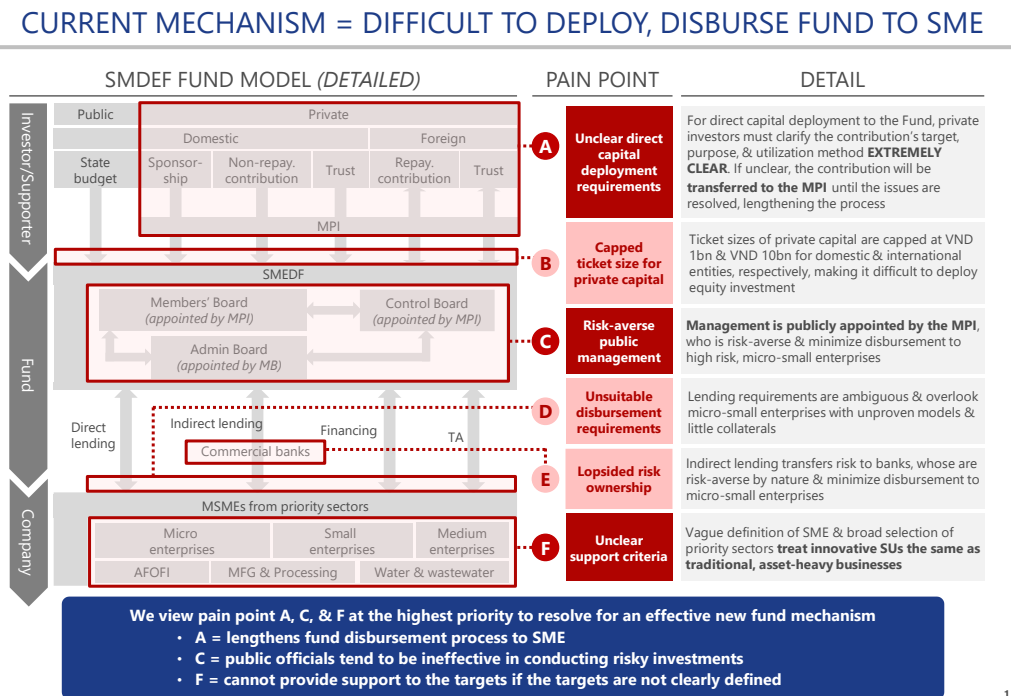 CURRENT MECHANISM = DIFFICULT TO DEPLOY, DISBURSE FUND TO SME
SMDEF FUND MODEL (DETAILED)
PAIN POINT
DETAIL
Investor/Supporter
Public
Private
Domestic
Foreign
State
budget
Sponsor-
ship
Non-repay.
contribution
Trust
Repay.
contribution
Trust
MPI
A
Unclear direct
capital
deployment
requirements
For direct capital deployment to the Fund, private
investors must clarify the contribution's target,
purpose, & utilization method EXTREMELY
CLEAR. If unclear, the contribution will be
transferred to the MPI until the issues are
resolved, lengthening the process
B
Capped
ticket size for
private capital
Ticket sizes of private capital are capped at VND
1bn & VND 10bn for domestic & international
entities, respectively, making it difficult to deploy
equity investment
Fund
SMEDF
Members' Board
(appointed by MPI)
Control Board
(appointed by MPI)
Admin Board
(appointed by MB)
C
Risk-averse
public
management
Management is publicly appointed by the MPI,
who is risk-averse & minimize disbursement to
high risk, micro-small enterprises
Direct
lending
Indirect lending
Financing
TA
Commercial banks
D
Unsuitable
disbursement
requirements
Lending requirements are ambiguous & overlook
micro-small enterprises with unproven models &
little collaterals
E
Lopsided risk
ownership
Indirect lending transfers risk to banks, whose are
risk-averse by nature & minimize disbursement to
micro-small enterprises
Company
MSMEs from priority sectors
Micro
enterprises
Small
enterprises
Medium
enterprises
AFOFI
MFG & Processing
Water & wastewater
F
Unclear
support criteria
Vague definition of SME & broad selection of
priority sectors treat innovative SUs the same as
traditional, asset-heavy businesses
We view pain point A, C, & F at the highest priority to resolve for an effective new fund mechanism
• A = lengthens fund disbursement process to SME
• C = public officials tend to be ineffective in conducting risky investments
• F = cannot provide support to the targets if the targets are not clearly defined
1